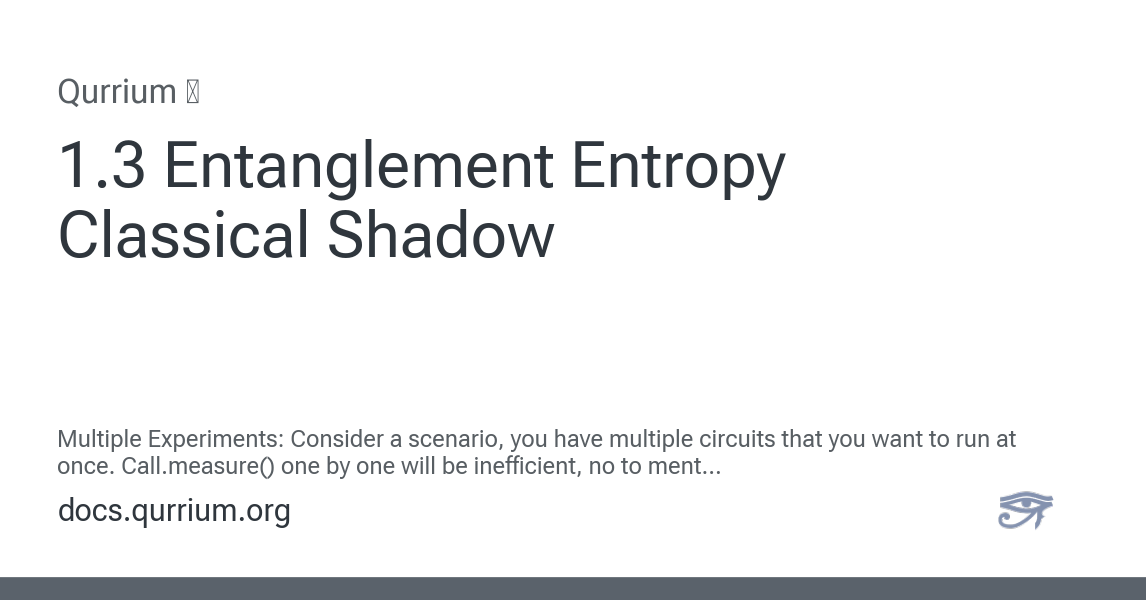 Qurrium
1.3 Entanglement Entropy
Classical Shadow
Multiple Experiments: Consider a scenario, you have multiple circuits that you want to run at
once. Call.measure() one by one will be inefficient, no to ment...
docs.qurrium.org